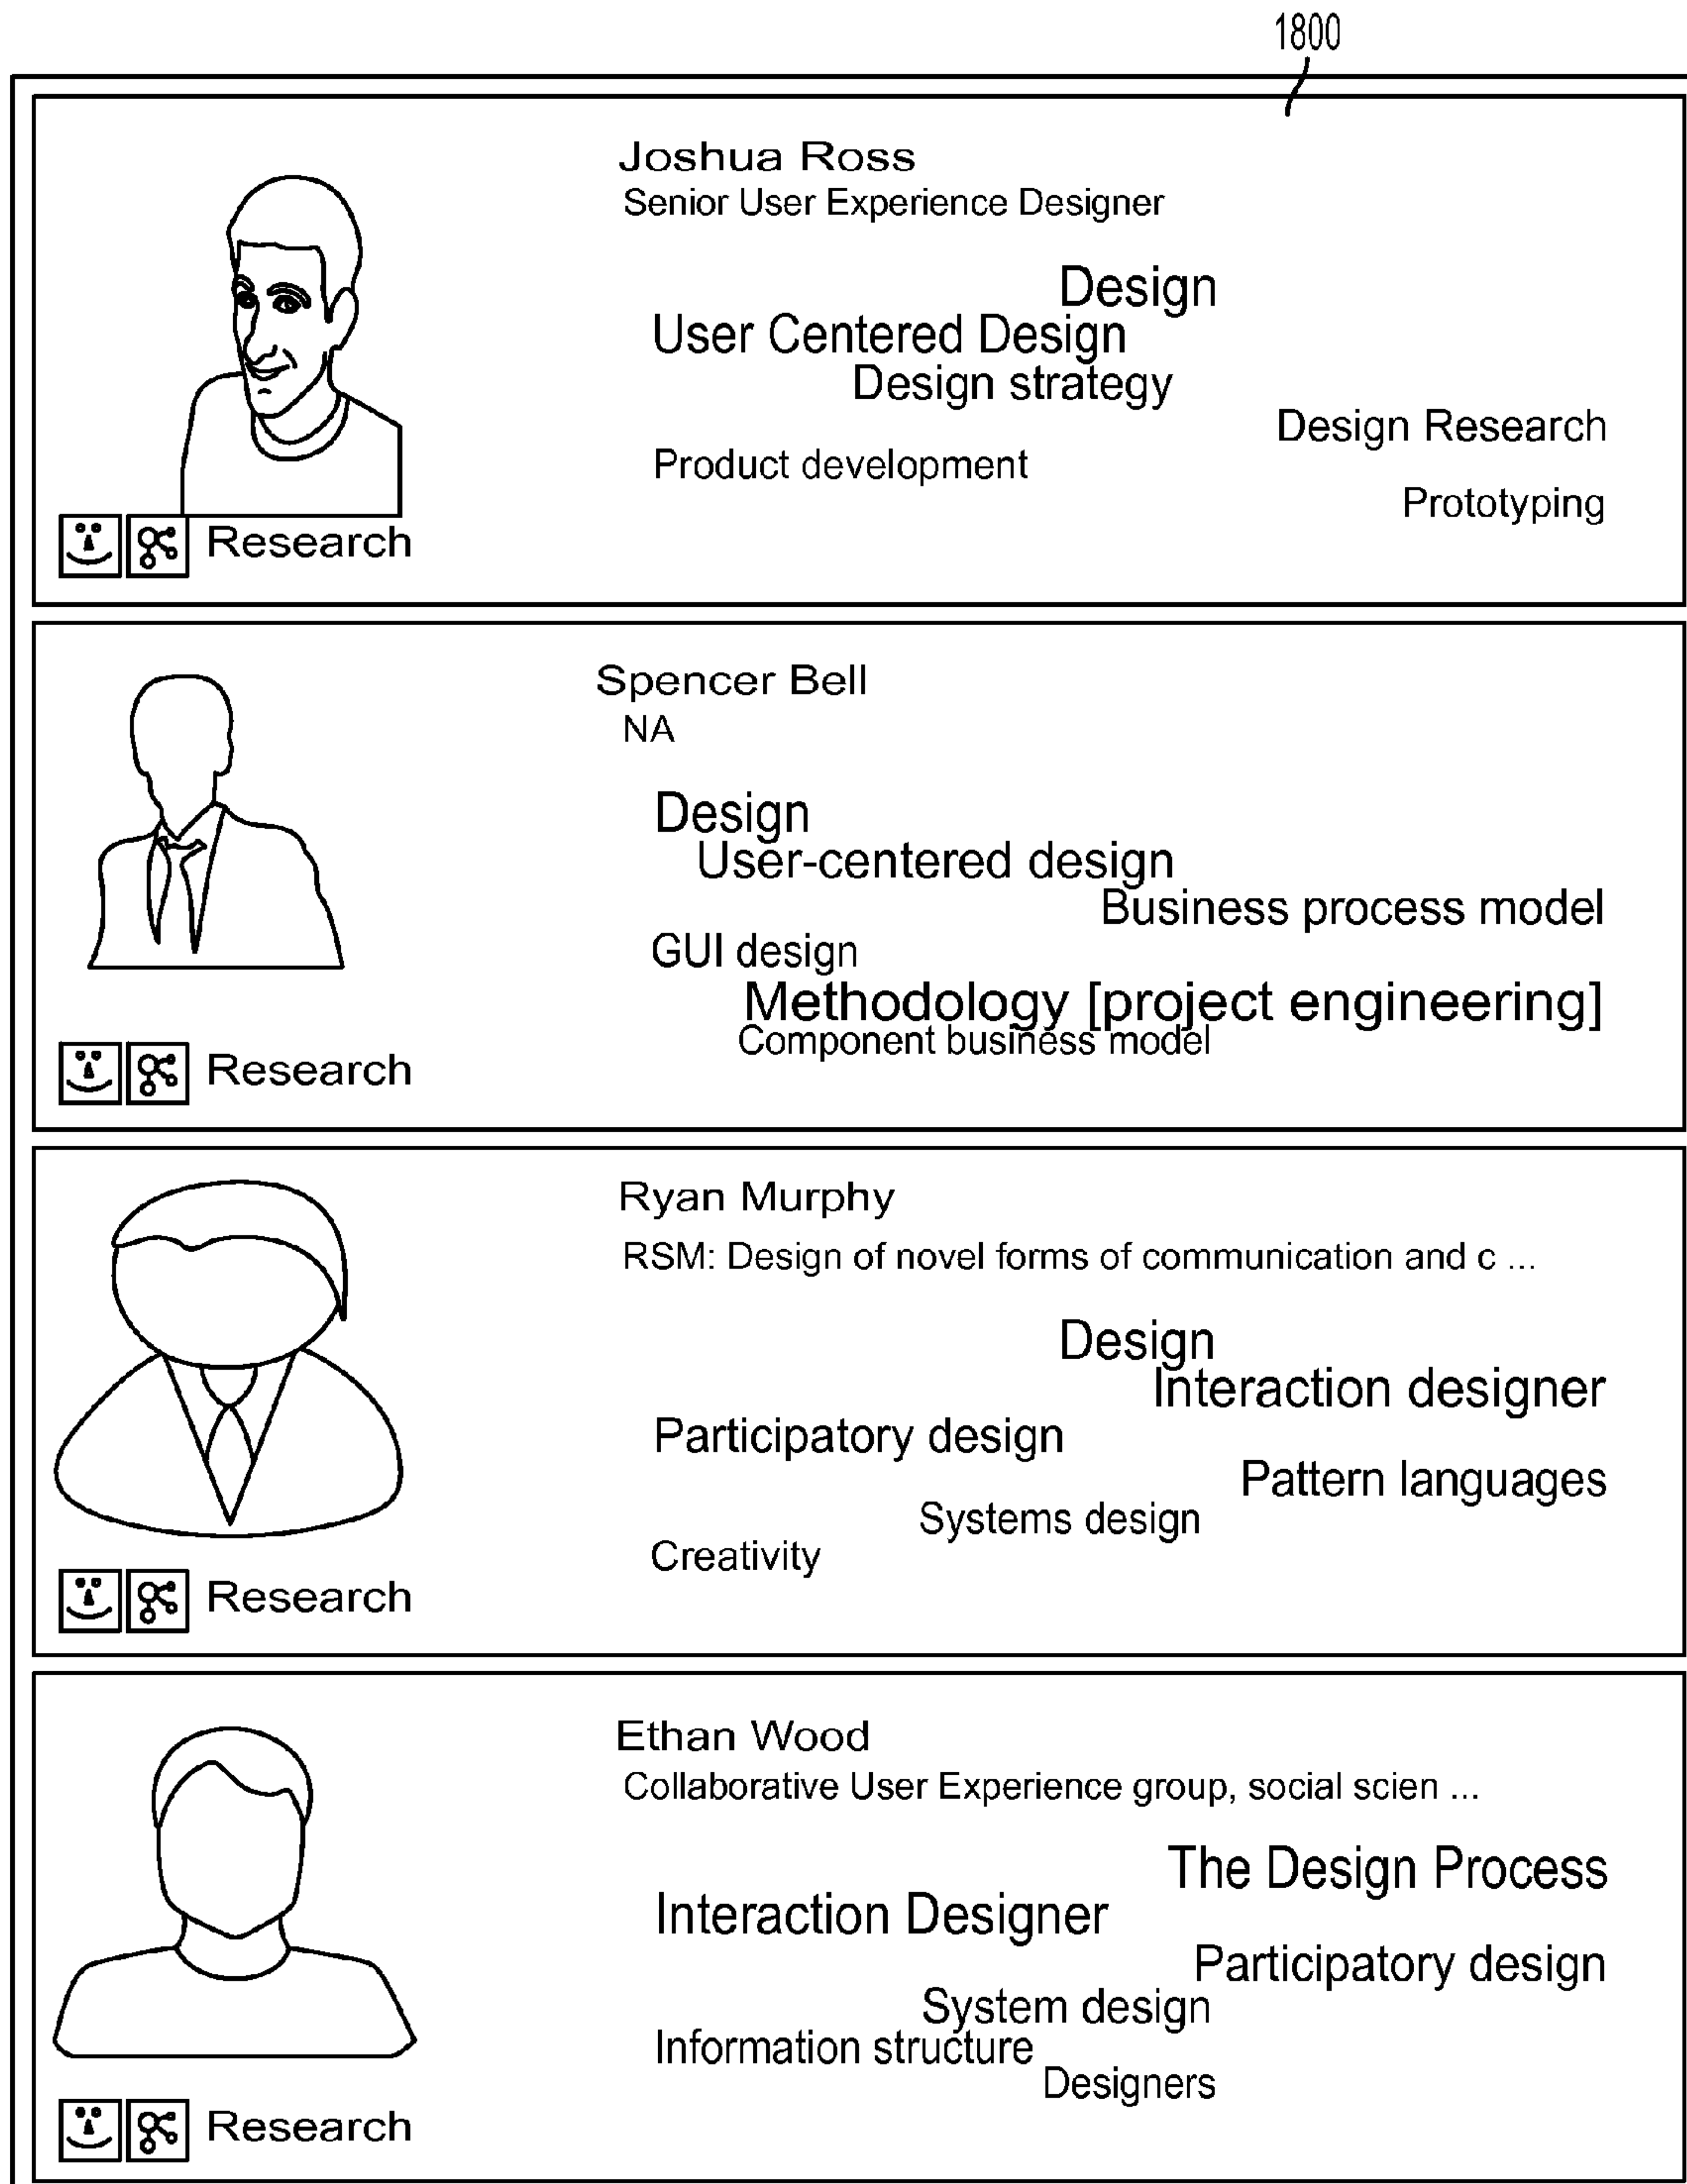 1800
Joshua Ross
Senior User Experience Designer
Design
User Centered Design
Design strategy
Design Research
Product development
Prototyping
Research
Spencer Bell
NA
Design
User-centered design
Business process model
GUI design
Methodology [project engineering]
Component business model
Research
Ryan Murphy
RSM: Design of novel forms of communication and c ...
Design
Interaction designer
Participatory design
Pattern languages
Systems design
Creativity
Research
Ethan Wood
Collaborative User Experience group, social scien ...
The Design Process
Interaction Designer
Participatory design
System design
Information structure
Designers
Research